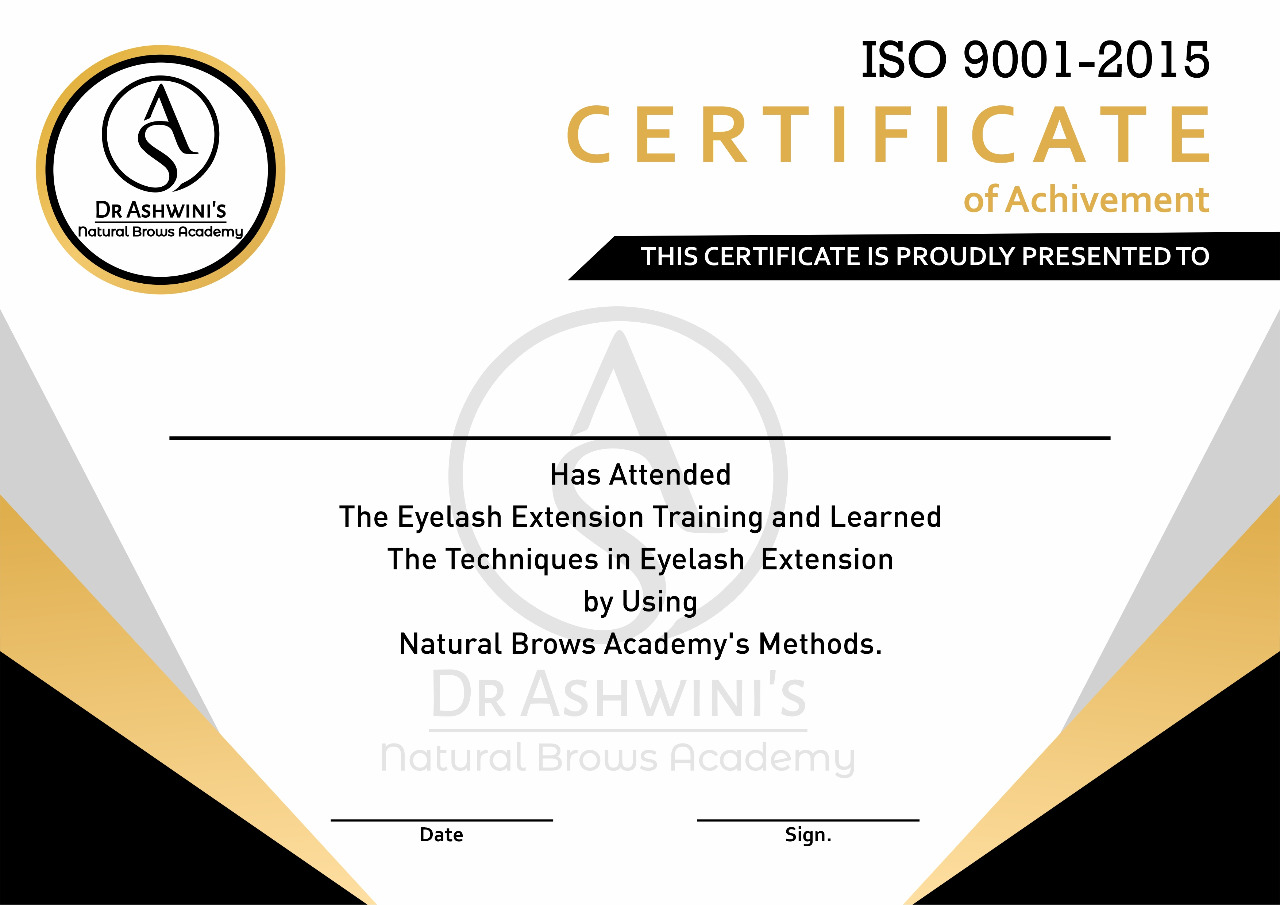 ISO 9001-2015
CERTIFICATE
of Achivement
DR ASHWINI'S
Natural Brows Academy
THIS CERTIFICATE IS PROUDLY PRESENTED TO
Has Attended
The Eyelash Extension Training and Learned
The Techniques in Eyelash  Extension
by Using
Natural Brows Academy's Methods.
DR ASHWINI'S
Natural Brows Academy
Date
Sign.